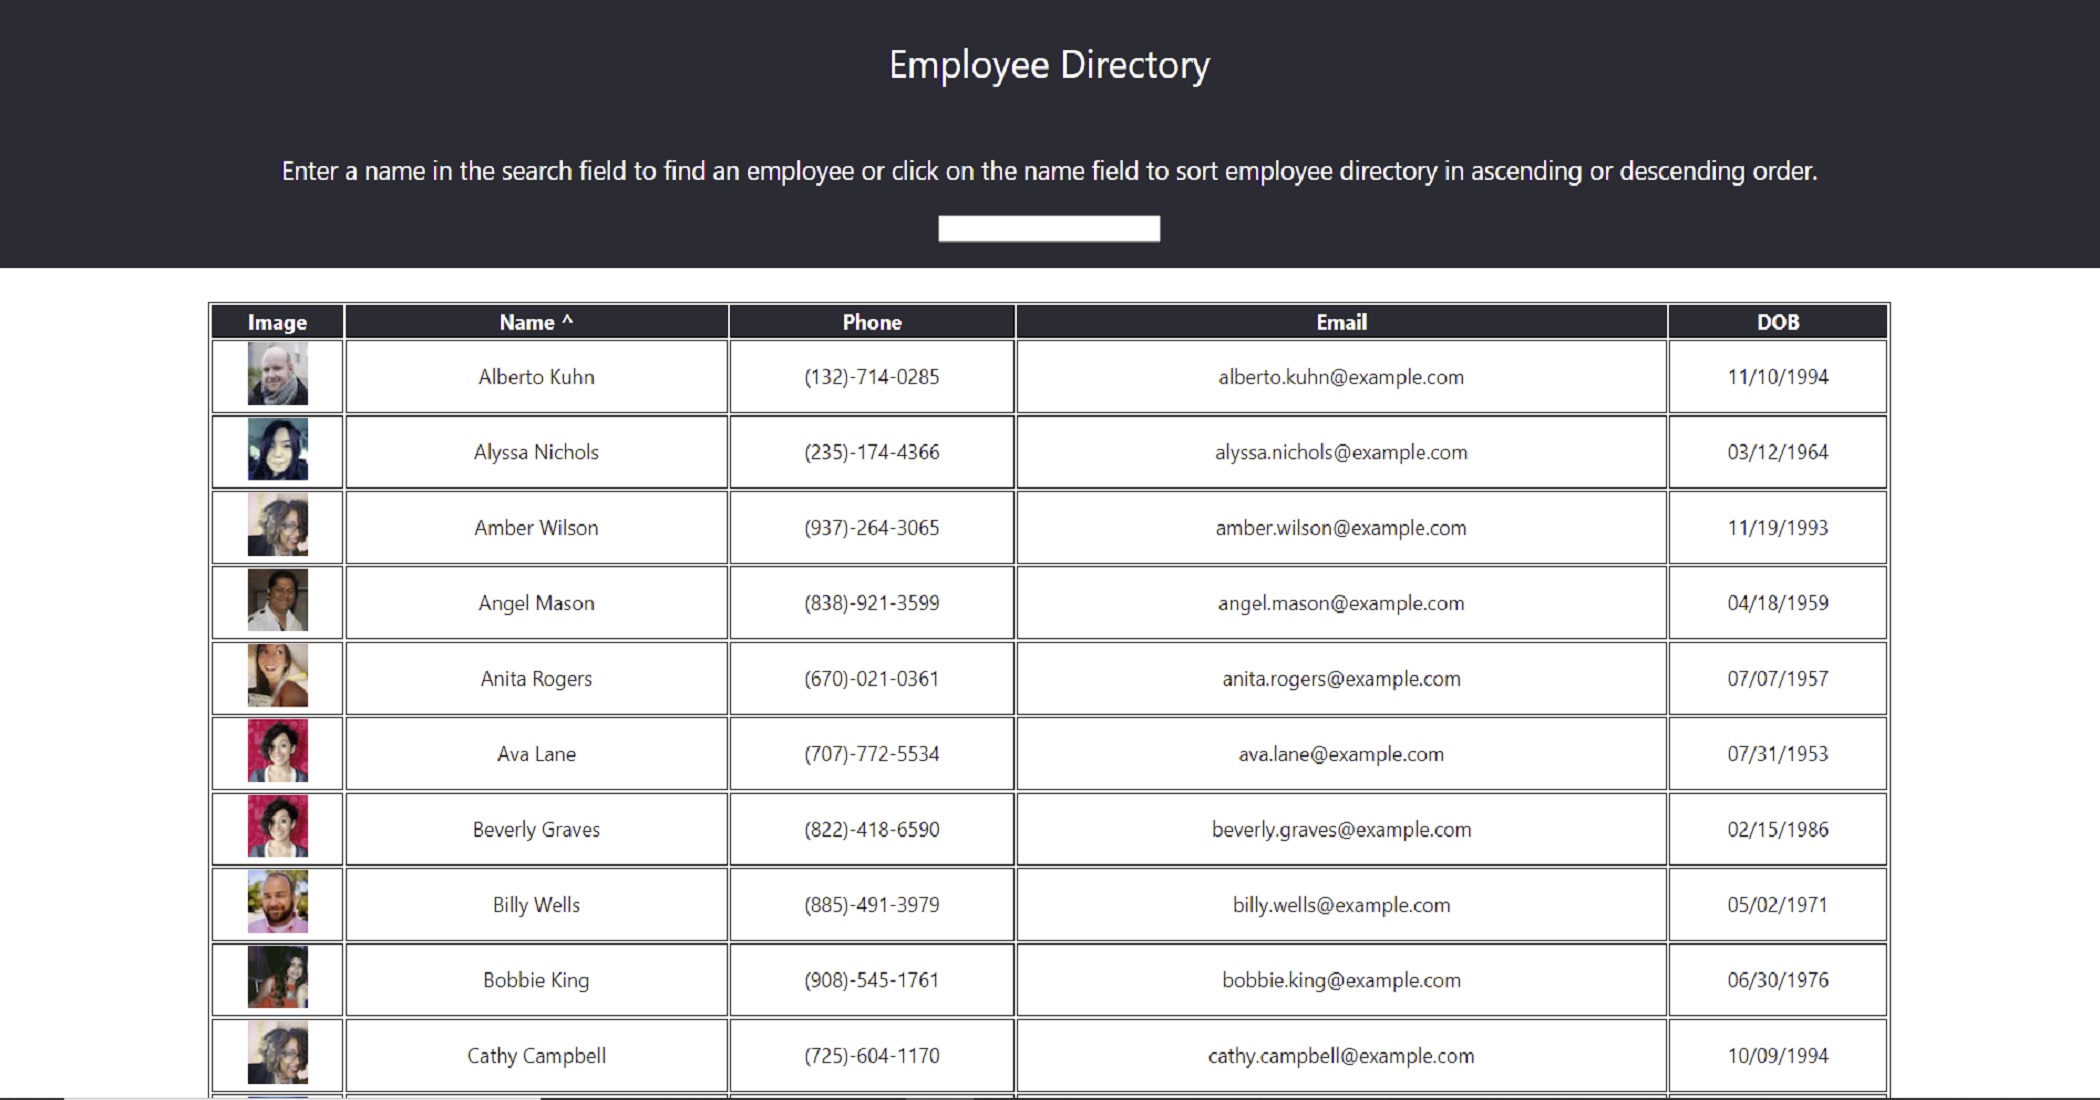 Employee Directory
Enter a name in the search field to find an employee or click on the name field to sort employee directory in ascending or descending order.
Image Name ^ Phone Email DOB
Alberto Kuhn (132)-714-0285 alberto.kuhn@example.com 11/10/1994
Alyssa Nichols (235)-174-4366 alyssa.nichols@example.com 03/12/1964
Amber Wilson (937)-264-3065 amber.wilson@example.com 11/19/1993
Angel Mason (838)-921-3599 angel.mason@example.com 04/18/1959
Anita Rogers (670)-021-0361 anita.rogers@example.com 07/07/1957
Ava Lane (707)-772-5534 ava.lane@example.com 07/31/1953
Beverly Graves (822)-418-6590 beverly.graves@example.com 02/15/1986
Billy Wells (885)-491-3979 billy.wells@example.com 05/02/1971
Bobbie King (908)-545-1761 bobbie.king@example.com 06/30/1976
Cathy Campbell (725)-604-1170 cathy.campbell@example.com 10/09/1994